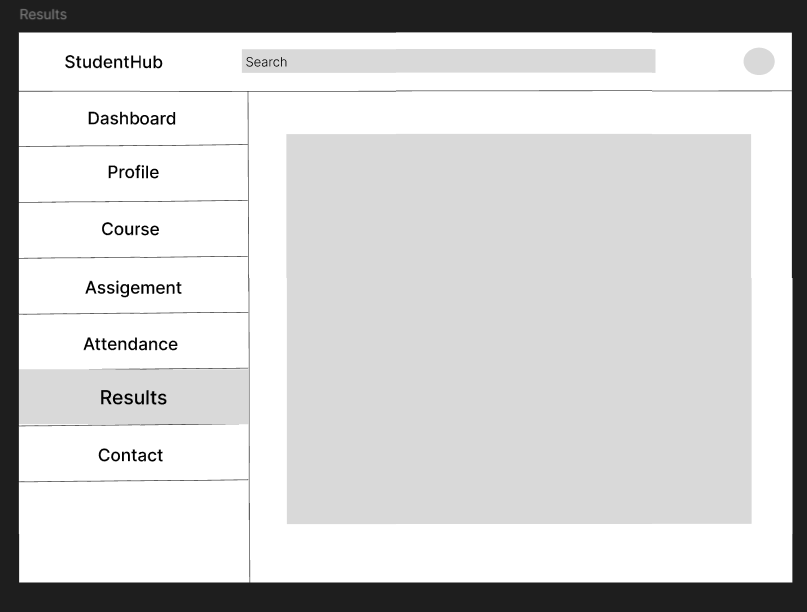 Results
StudentHub
Search
Dashboard
Profile
Course
Assigement
Attendance
Results
Contact